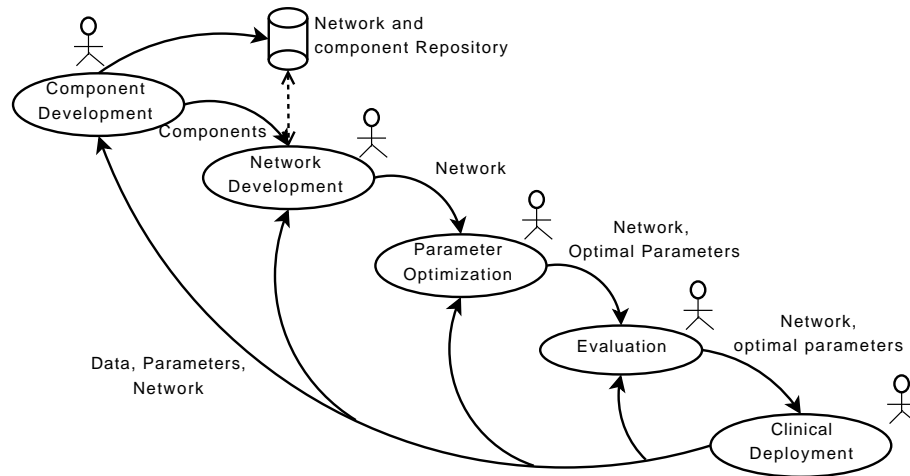 Network and
component Repository
Component
Development
Components
Network
Development
Network
Parameter
Optimization
Network,
Optimal Parameters
Evaluation
Network,
optimal parameters
Data, Parameters,
Network
Clinical
Deployment